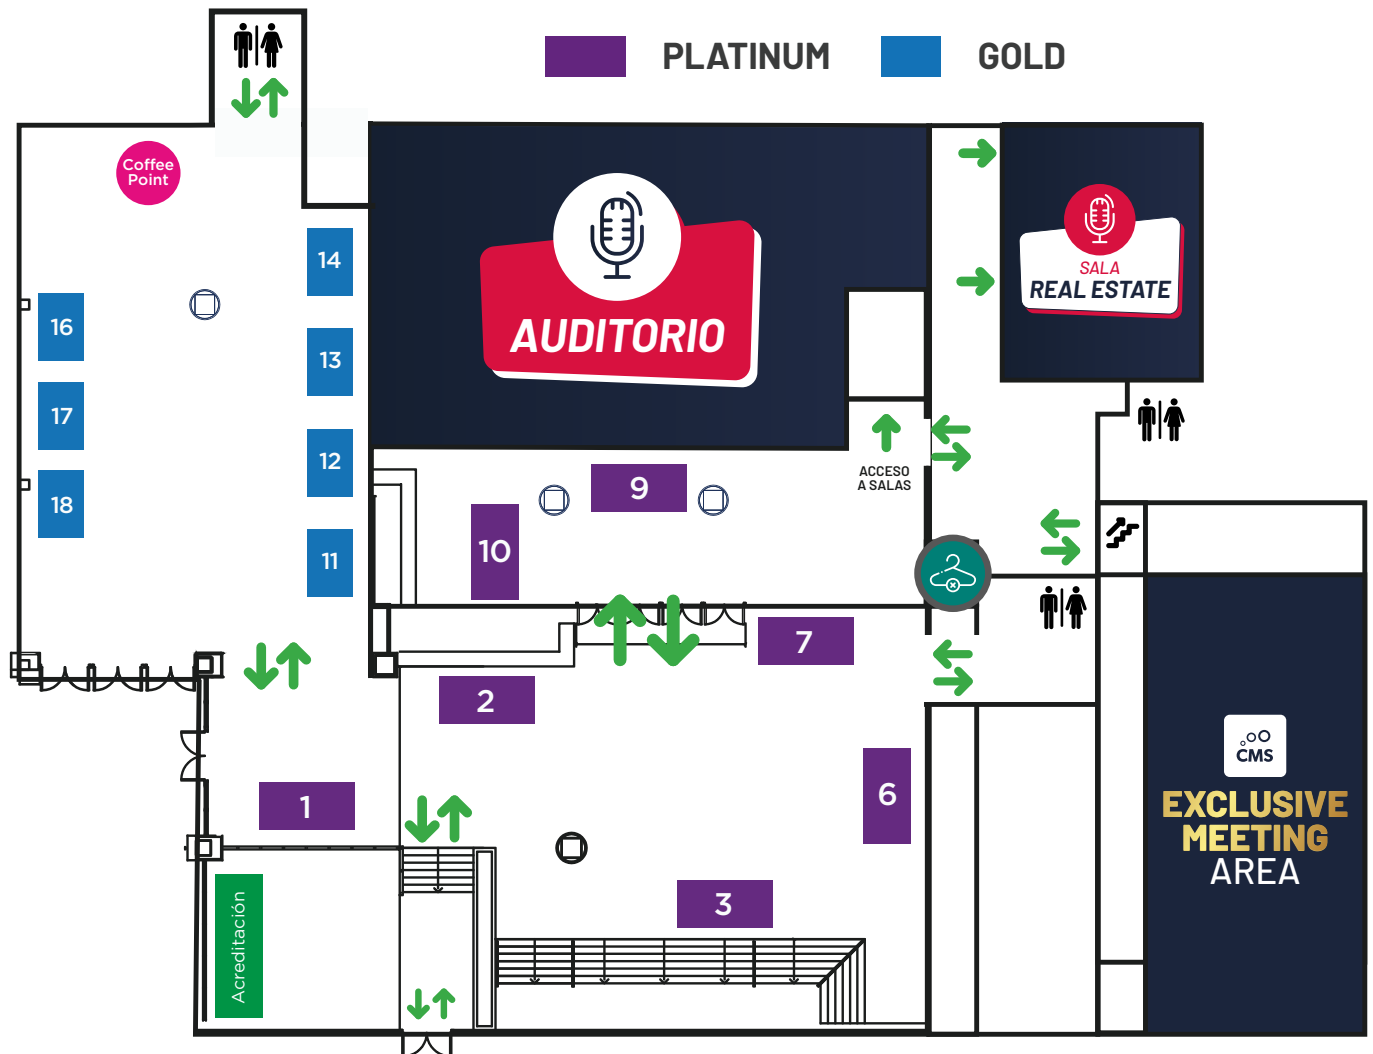 PLATINUM
GOLD
Coffee
Point
AUDITORIO
SALA
REAL ESTATE
14
16
13
17
12
18
11
ACCESO
A SALAS
9
10
7
2
6
1
3
Acreditación
CMS
EXCLUSIVE
MEETING
AREA